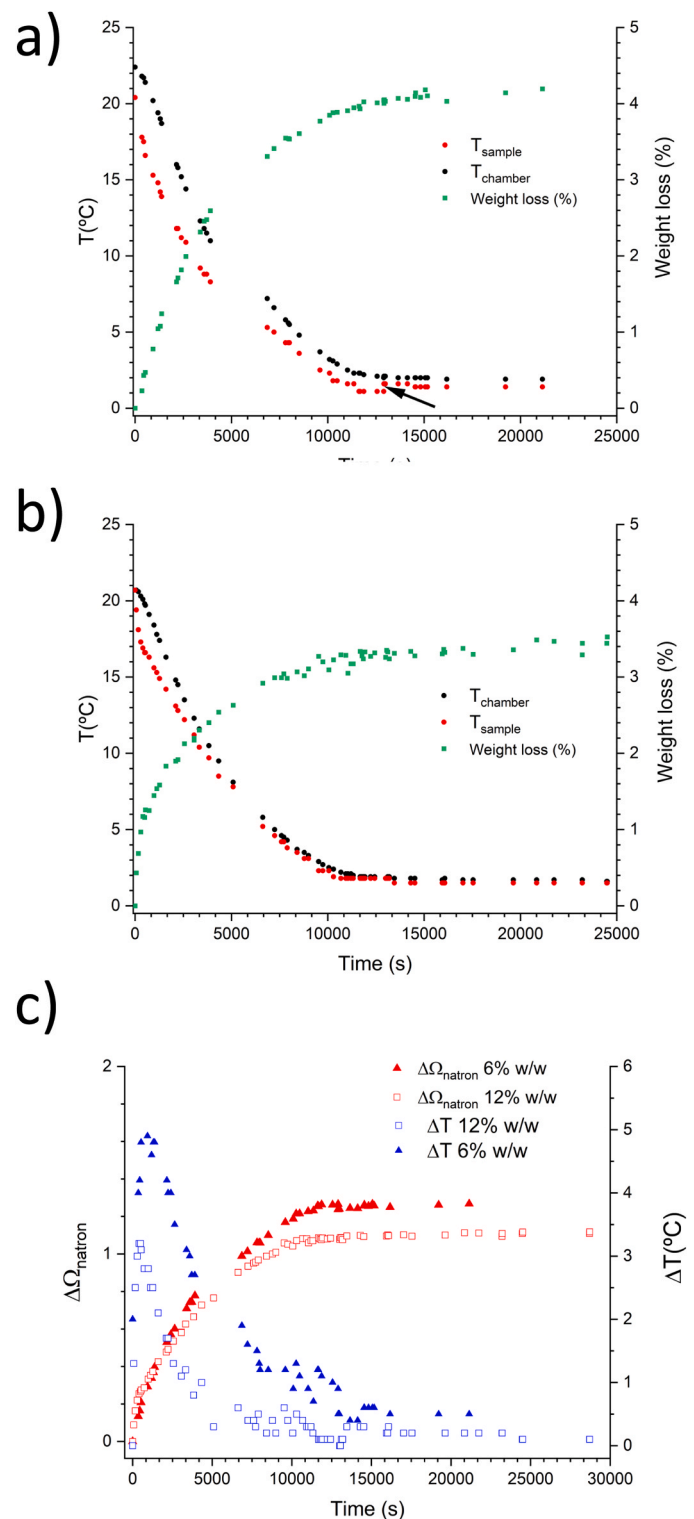 a)
25
20
15
10
5
0
T(ºC)
5
4
3
2
1
0
Weight loss (%)
T_sample
T_chamber
Weight loss (%)
0 5000 10000 15000 20000 25000
Time (s)
b)
25
20
15
10
5
0
T(ºC)
5
4
3
2
1
0
Weight loss (%)
T_chamber
T_sample
Weight loss (%)
0 5000 10000 15000 20000 25000
Time (s)
c)
2
1
0
ΔΩ_natron
6
5
4
3
2
1
0
ΔT(ºC)
ΔΩ_natron 6% w/w
ΔΩ_natron 12% w/w
ΔT 12% w/w
ΔT 6% w/w
0 5000 10000 15000 20000 25000 30000
Time (s)